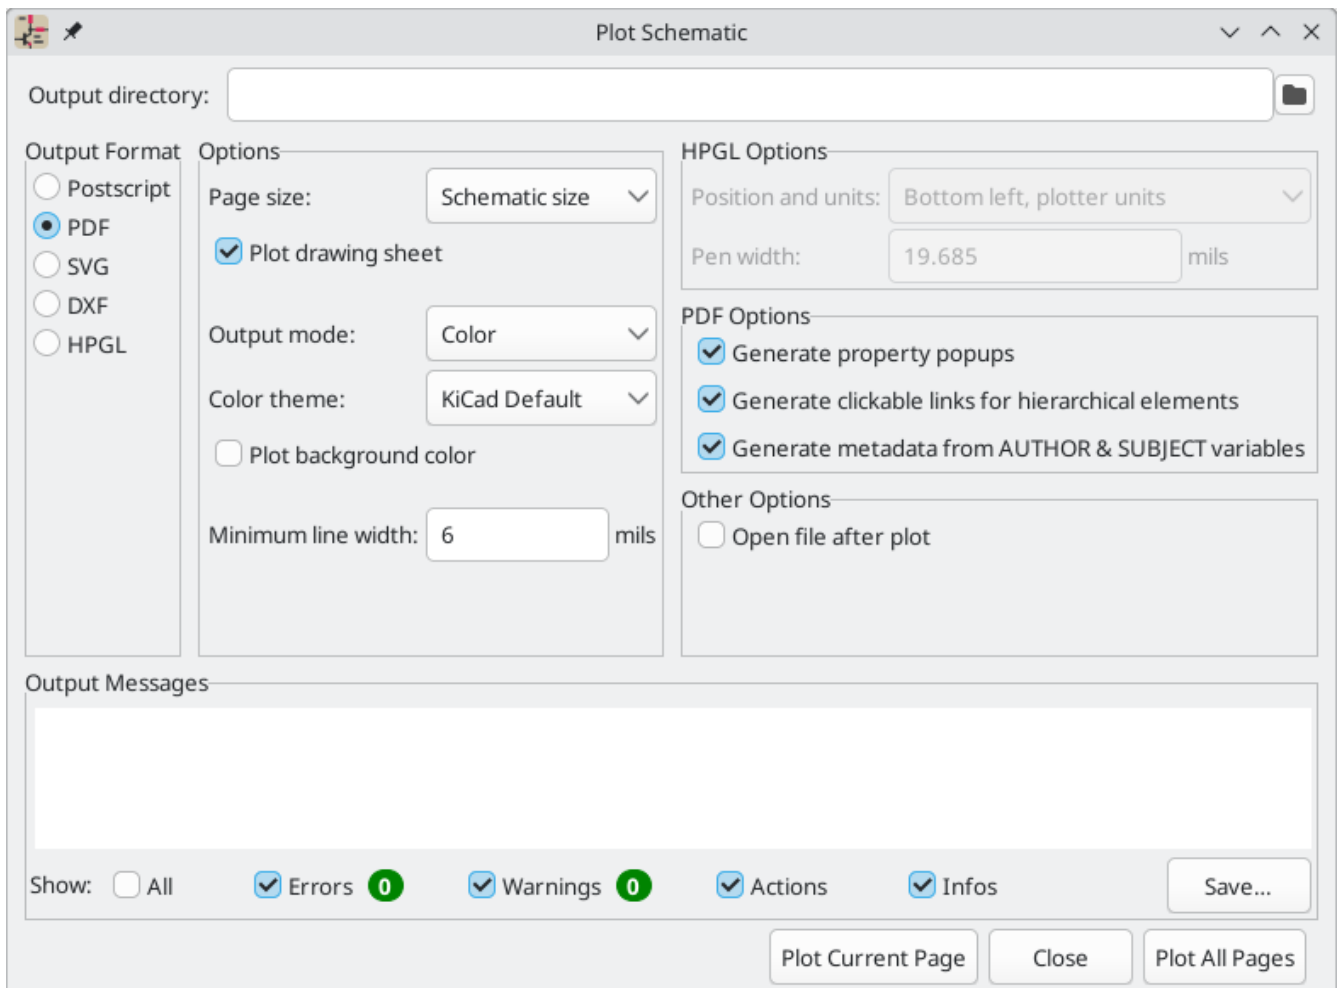 Plot Schematic
Output directory:
Output Format
Postscript
PDF
SVG
DXF
HPGL
Options
Page size: Schematic size
Plot drawing sheet
Output mode: Color
Color theme: KiCad Default
Plot background color
Minimum line width: 6 mils
HPGL Options
Position and units: Bottom left, plotter units
Pen width: 19.685 mils
PDF Options
Generate property popups
Generate clickable links for hierarchical elements
Generate metadata from AUTHOR & SUBJECT variables
Other Options
Open file after plot
Output Messages
Show: All Errors 0 Warnings 0 Actions Infos Save...
Plot Current Page Close Plot All Pages